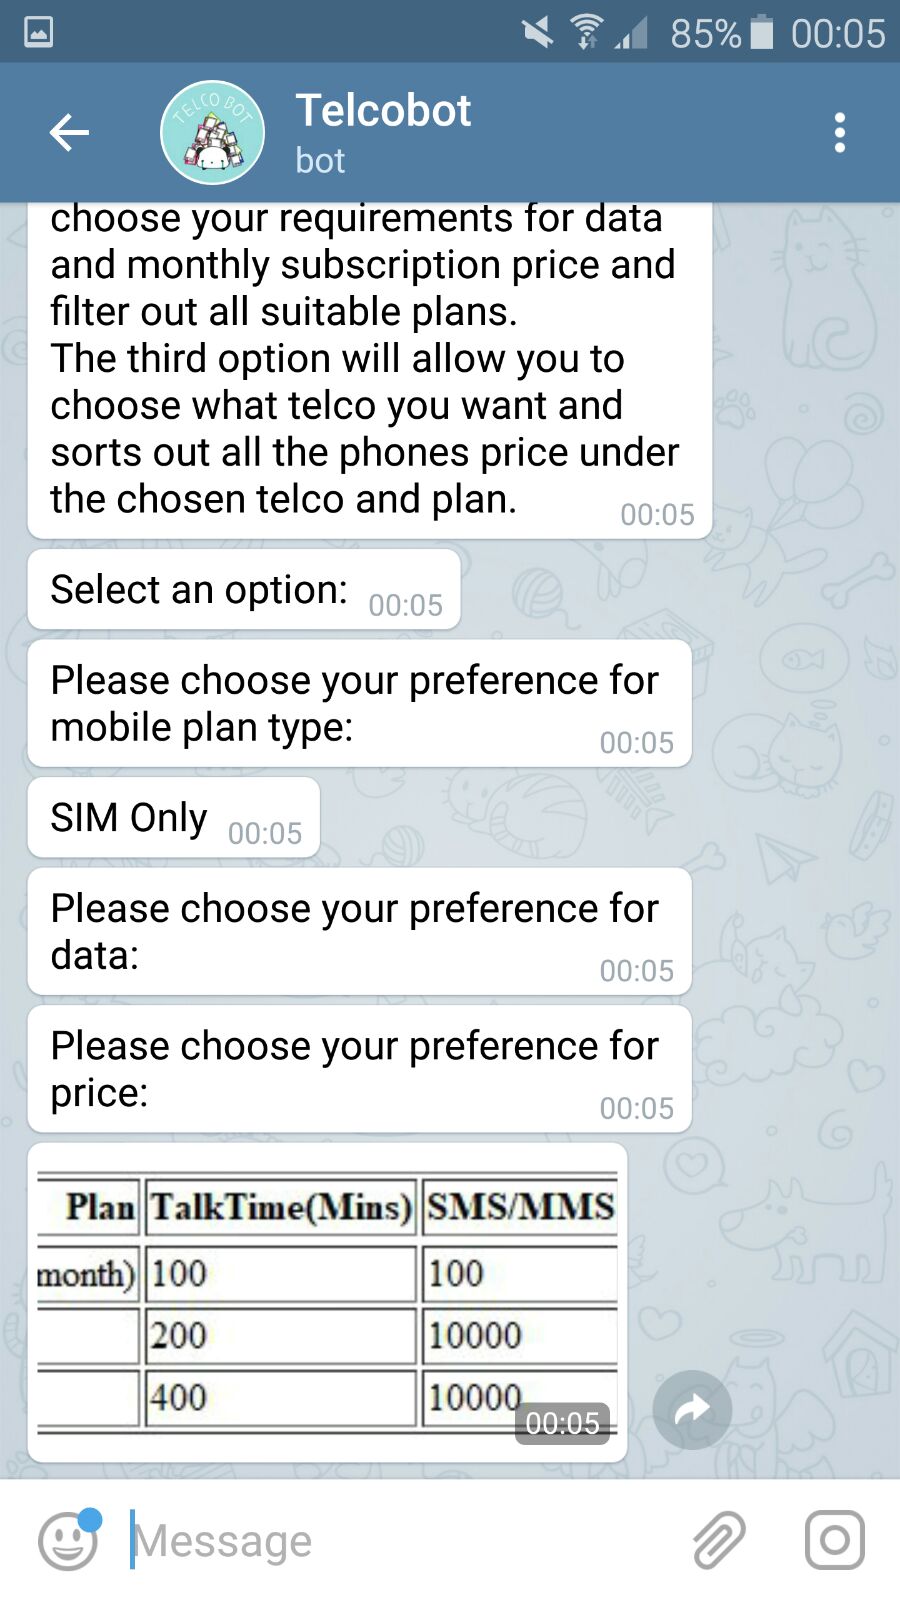 85% 00:05
TELCO BOT
Telcobot
bot
choose your requirements for data
and monthly subscription price and
filter out all suitable plans.
The third option will allow you to
choose what telco you want and
sorts out all the phones price under
the chosen telco and plan. 00:05
Select an option: 00:05
Please choose your preference for
mobile plan type: 00:05
SIM Only 00:05
Please choose your preference for
data: 00:05
Please choose your preference for
price: 00:05
Plan TalkTime(Mins) SMS/MMS
month) 100 100
200 10000
400 10000
00:05
Message